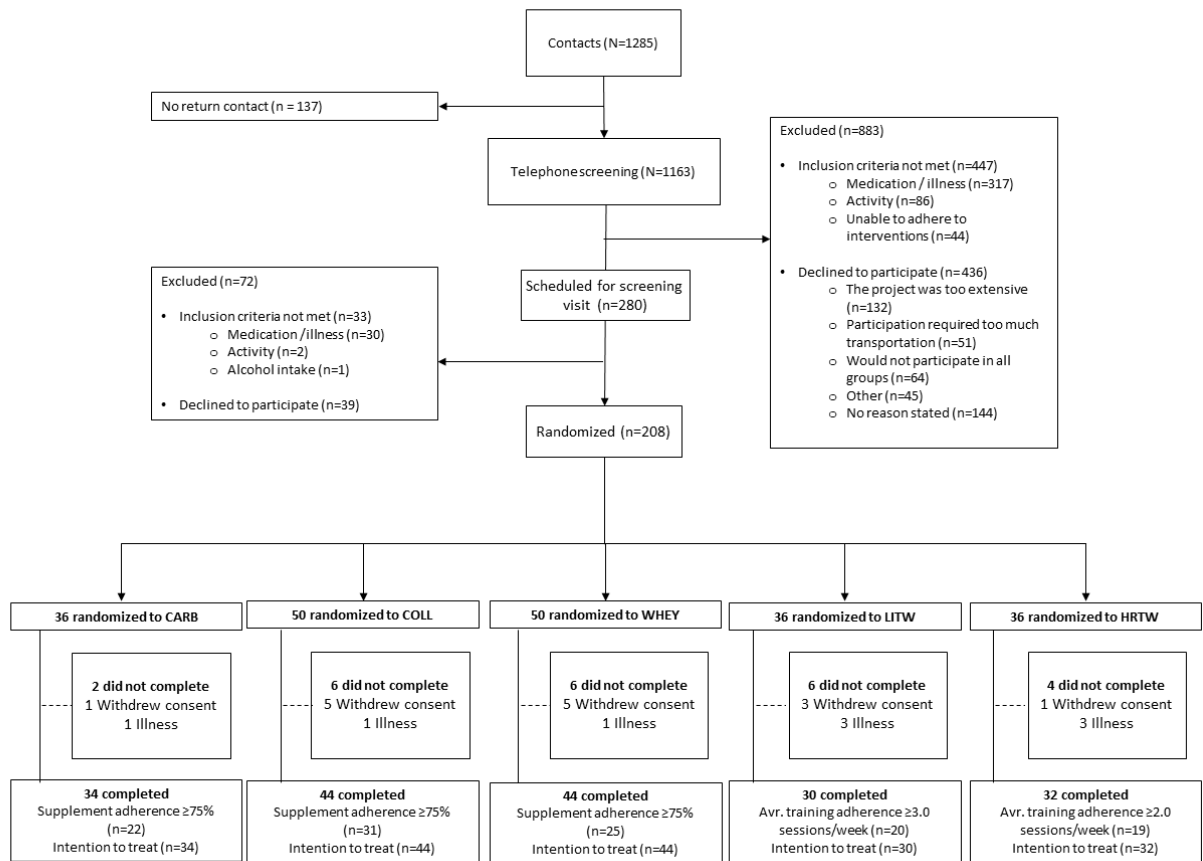 Contacts (N=1285)
No return contact (n = 137)
Telephone screening (N=1163)
Excluded (n=883)
• Inclusion criteria not met (n=447)
o Medication / illness (n=317)
o Activity (n=86)
o Unable to adhere to
interventions (n=44)
• Declined to participate (n=436)
o The project was too extensive
(n=132)
o Participation required too much
transportation (n=51)
o Would not participate in all
groups (n=64)
o Other (n=45)
o No reason stated (n=144)
Scheduled for screening
visit (n=280)
Excluded (n=72)
• Inclusion criteria not met (n=33)
o Medication /illness (n=30)
o Activity (n=2)
o Alcohol intake (n=1)
• Declined to participate (n=39)
Randomized (n=208)
36 randomized to CARB
50 randomized to COLL
50 randomized to WHEY
36 randomized to LITW
36 randomized to HRTW
2 did not complete
1 Withdrew consent
1 Illness
6 did not complete
5 Withdrew consent
1 Illness
6 did not complete
5 Withdrew consent
1 Illness
6 did not complete
3 Withdrew consent
3 Illness
4 did not complete
1 Withdrew consent
3 Illness
34 completed
Supplement adherence ≥75%
(n=22)
Intention to treat (n=34)
44 completed
Supplement adherence ≥75%
(n=31)
Intention to treat (n=44)
44 completed
Supplement adherence ≥75%
(n=25)
Intention to treat (n=44)
30 completed
Avr. training adherence ≥3.0
sessions/week (n=20)
Intention to treat (n=30)
32 completed
Avr. training adherence ≥2.0
sessions/week (n=19)
Intention to treat (n=32)